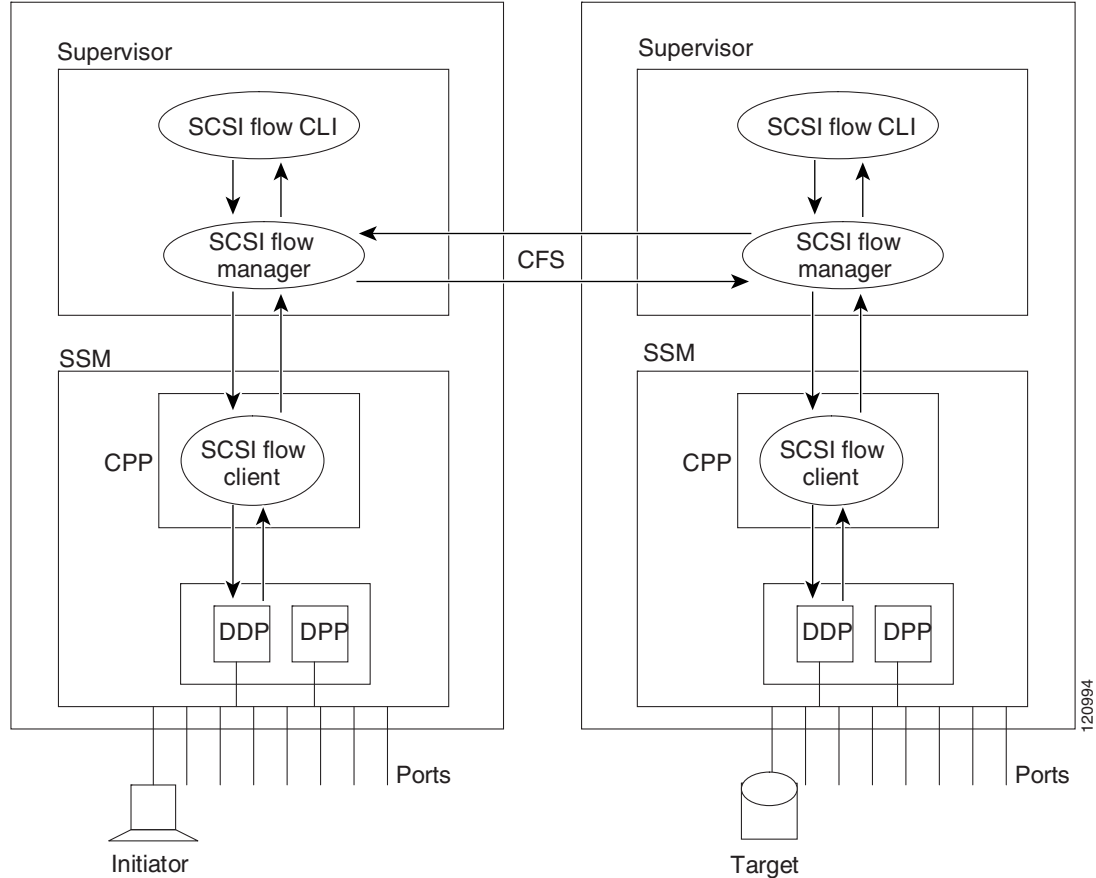 Supervisor
SCSI flow CLI
SCSI flow
manager
SSM
CPP
SCSI flow
client
DDP
DPP
Ports
Initiator
CFS
Supervisor
SCSI flow CLI
SCSI flow
manager
SSM
CPP
SCSI flow
client
DDP
DPP
Ports
Target
120994